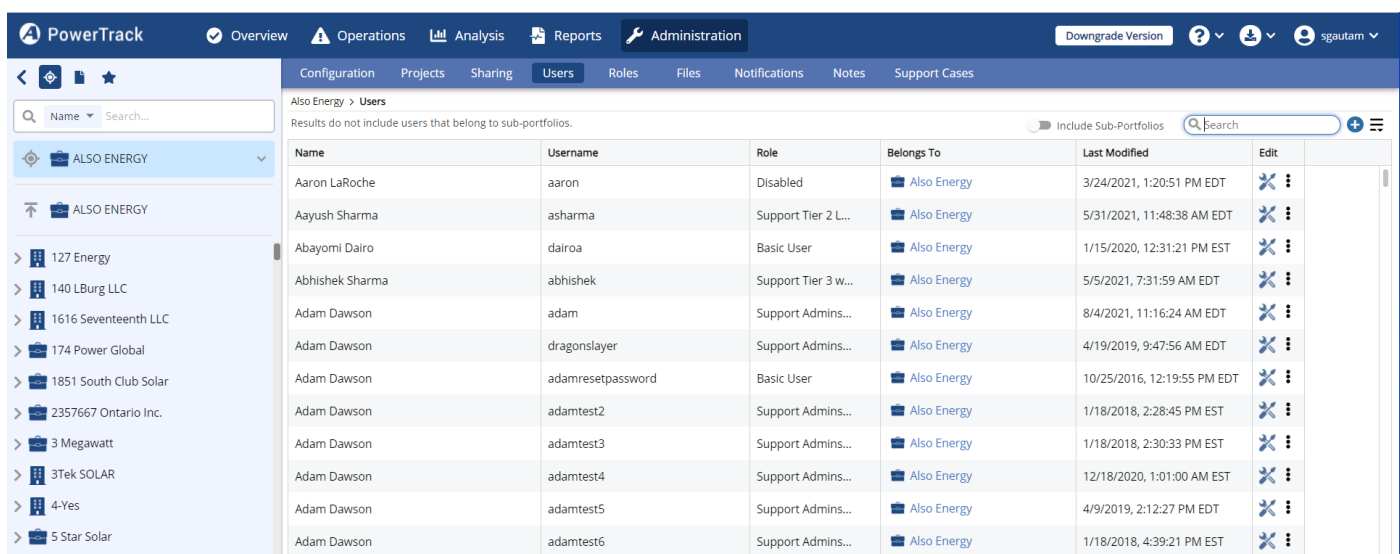 PowerTrack Overview Operations Analysis Reports Administration Downgrade Version sgautam
Configuration Projects Sharing Users Roles Files Notifications Notes Support Cases
Name Search...
ALSO ENERGY
ALSO ENERGY
127 Energy
140 LBurg LLC
1616 Seventeenth LLC
174 Power Global
1851 South Club Solar
2357667 Ontario Inc.
3 Megawatt
3Tek SOLAR
4-Yes
5 Star Solar
Also Energy > Users
Results do not include users that belong to sub-portfolios. Include Sub-Portfolios Search
Name Username Role Belongs To Last Modified Edit
Aaron LaRoche aaron Disabled Also Energy 3/24/2021, 1:20:51 PM EDT
Aayush Sharma asharma Support Tier 2 L... Also Energy 5/31/2021, 11:48:38 AM EDT
Abayomi Dairo dairoa Basic User Also Energy 1/15/2020, 12:31:21 PM EST
Abhishek Sharma abhishek Support Tier 3 w... Also Energy 5/5/2021, 7:31:59 AM EDT
Adam Dawson adam Support Admins... Also Energy 8/4/2021, 11:16:24 AM EDT
Adam Dawson dragonslayer Support Admins... Also Energy 4/19/2019, 9:47:56 AM EDT
Adam Dawson adamresetpassword Basic User Also Energy 10/25/2016, 12:19:55 PM EDT
Adam Dawson adamtest2 Support Admins... Also Energy 1/18/2018, 2:28:45 PM EST
Adam Dawson adamtest3 Support Admins... Also Energy 1/18/2018, 2:30:33 PM EST
Adam Dawson adamtest4 Support Admins... Also Energy 12/18/2020, 1:01:00 AM EST
Adam Dawson adamtest5 Support Admins... Also Energy 4/9/2019, 2:12:27 PM EDT
Adam Dawson adamtest6 Support Admins... Also Energy 1/18/2018, 4:39:21 PM EST